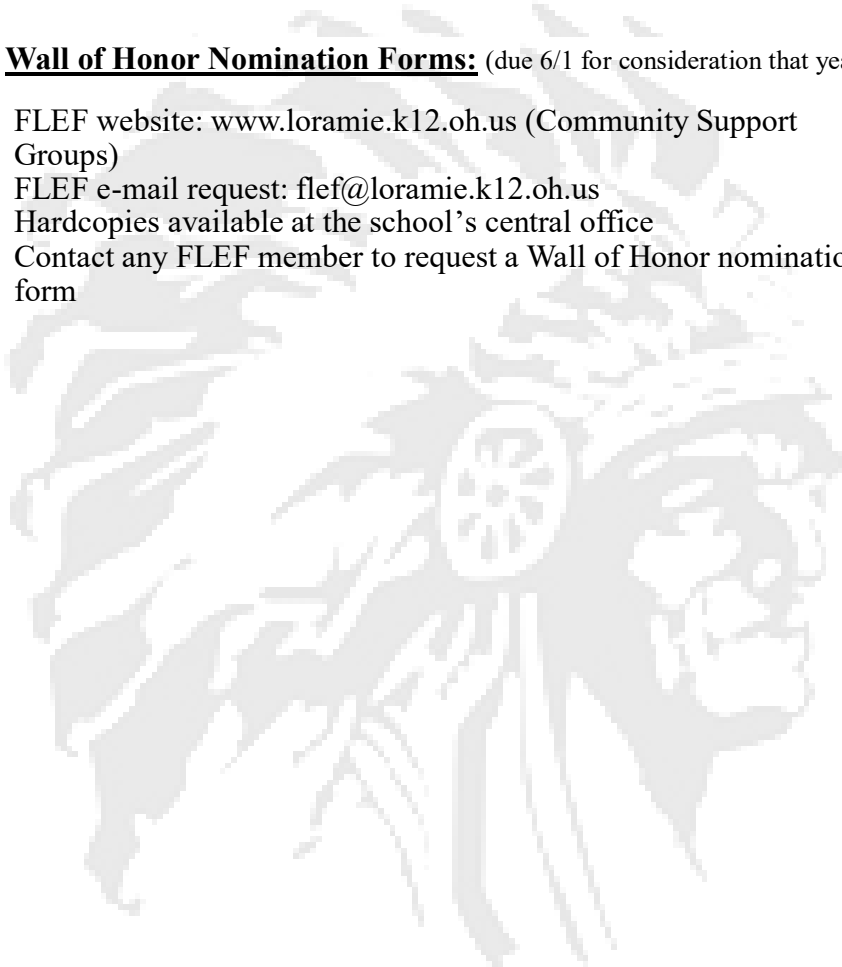 Wall of Honor Nomination Forms: (due 6/1 for consideration that yea
FLEF website: www.loramie.k12.oh.us (Community Support
Groups)
FLEF e-mail request: flef@loramie.k12.oh.us
Hardcopies available at the school’s central office
Contact any FLEF member to request a Wall of Honor nominatio
form